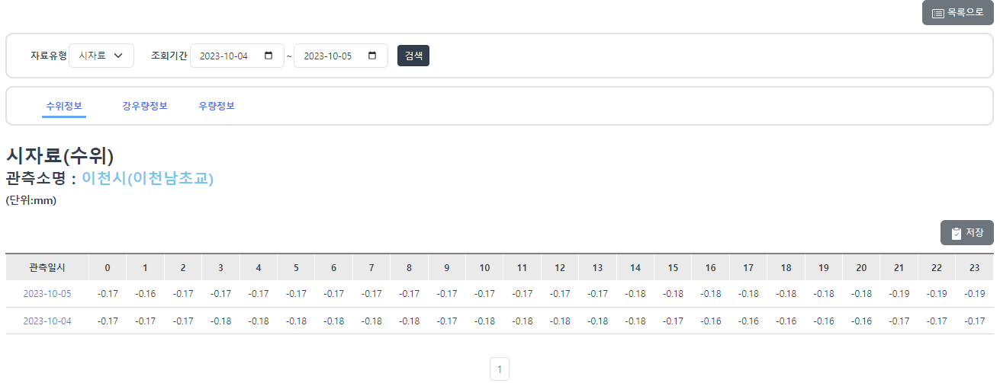 목록으로
자료유형 시자료 조회기간 2023-10-04 ~ 2023-10-05 검색
수위정보 강우량정보 우량정보
시자료(수위)
관측소명 : 이천시(이천남초교)
(단위:mm)
저장
관측일시 0 1 2 3 4 5 6 7 8 9 10 11 12 13 14 15 16 17 18 19 20 21 22 23
2023-10-05 -0.17 -0.16 -0.17 -0.17 -0.17 -0.17 -0.17 -0.17 -0.17 -0.17 -0.17 -0.17 -0.17 -0.17 -0.18 -0.18 -0.18 -0.18 -0.18 -0.18 -0.18 -0.19 -0.19 -0.19
2023-10-04 -0.17 -0.17 -0.17 -0.18 -0.18 -0.18 -0.18 -0.18 -0.18 -0.17 -0.18 -0.18 -0.18 -0.18 -0.18 -0.17 -0.16 -0.16 -0.16 -0.16 -0.16 -0.17 -0.17 -0.17
1